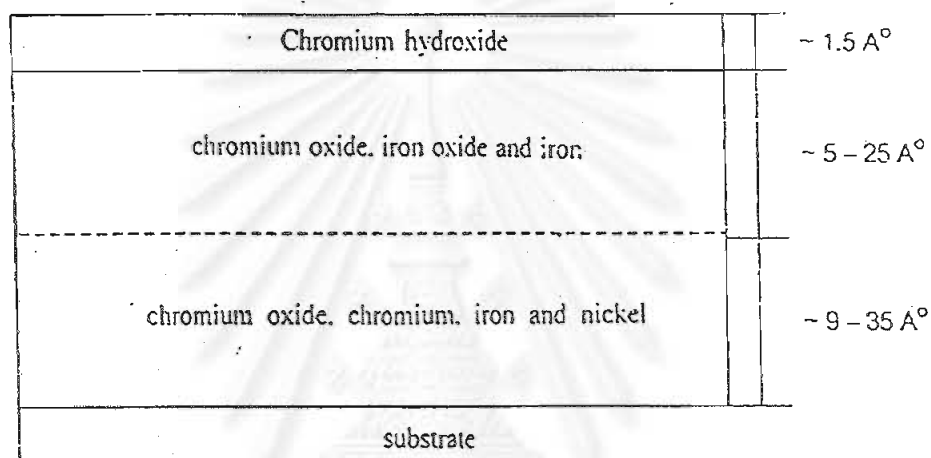 Chromium hydroxide
~ 1.5 A°
chromium oxide, iron oxide and iron
~ 5 – 25 A°
chromium oxide, chromium, iron and nickel
~ 9 – 35 A°
substrate